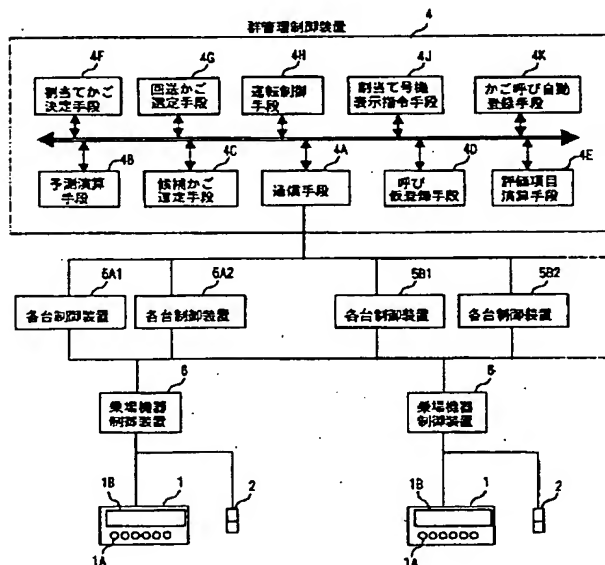 群管理制御装置
4
4F
4G
4H
4J
4K
割当てかご
決定手段
回送かご
選定手段
運転制御
手段
割当て号機
表示指令手段
かご呼び自動
登録手段
4B
4C
4A
4D
4E
予測演算
手段
候補かご
選定手段
通信手段
呼び
仮登録手段
評価項目
演算手段
5A1
5A2
5B1
5B2
各台制御装置
各台制御装置
各台制御装置
各台制御装置
6
6
乗場機器
制御装置
乗場機器
制御装置
1B
1
2
1B
1
2
1A
1A